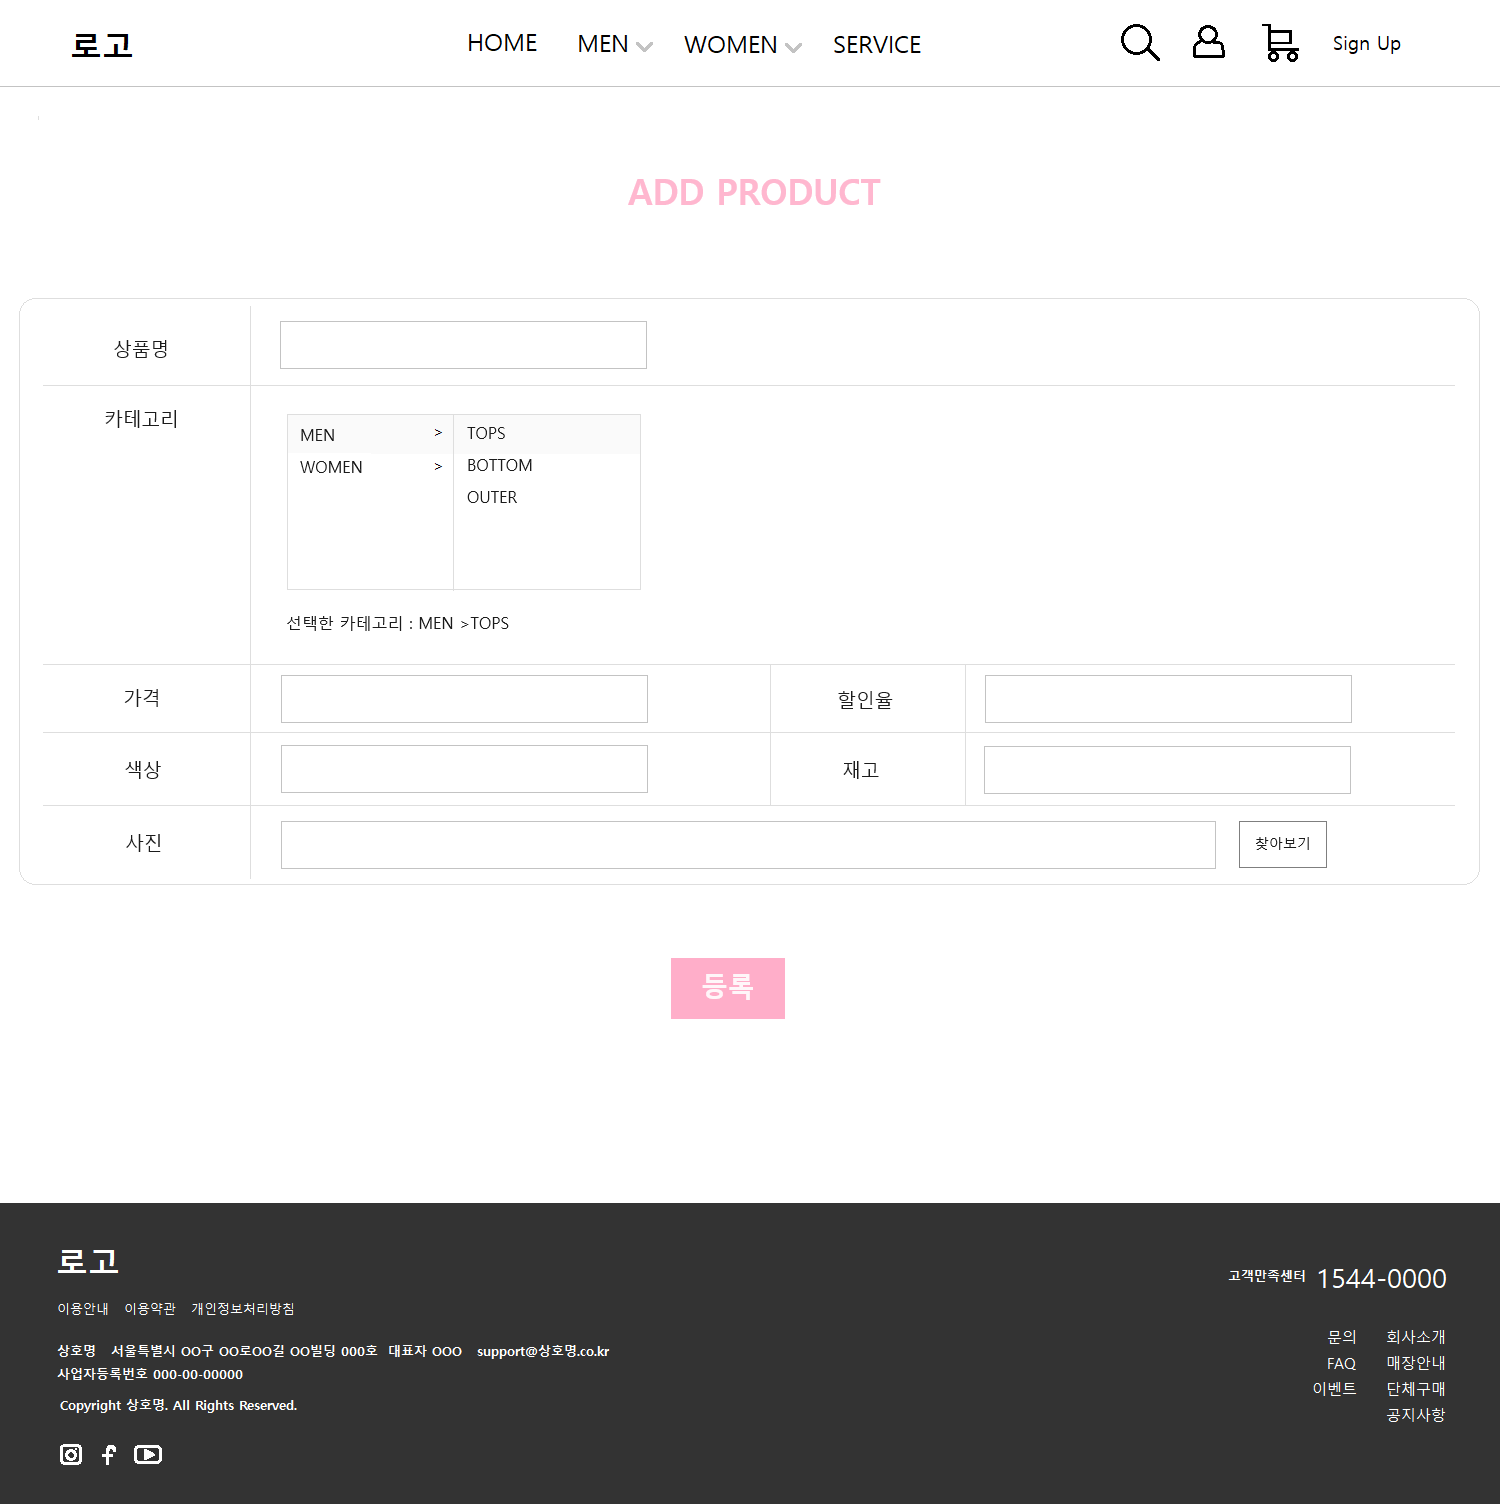 로고 HOME MEN WOMEN SERVICE Sign Up
ADD PRODUCT
상품명
카테고리
MEN > TOPS
WOMEN > BOTTOM
OUTER
선택한 카테고리 : MEN >TOPS
가격 할인율
색상 재고
사진 찾아보기
등록
로고
고객만족센터 1544-0000
이용안내 이용약관 개인정보처리방침
상호명 서울특별시 OO구 OO로OO길 OO빌딩 000호 대표자 OOO support@상호명.co.kr
사업자등록번호 000-00-00000
Copyright 상호명. All Rights Reserved.
문의 회사소개
FAQ 매장안내
이벤트 단체구매
공지사항